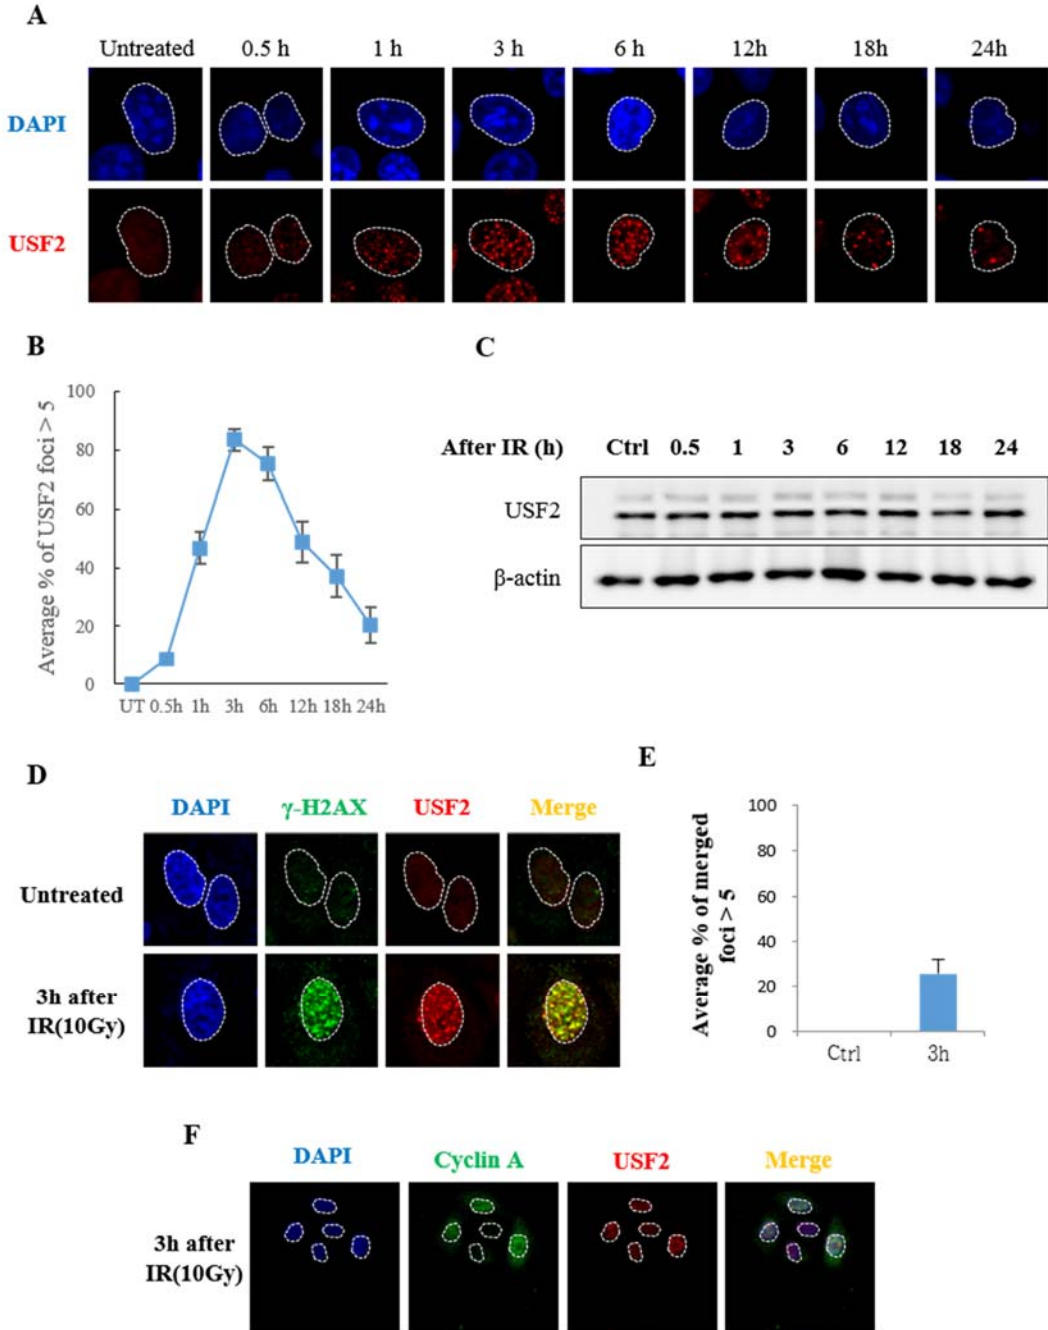 A
Untreated 0.5 h 1 h 3 h 6 h 12h 18h 24h
DAPI
USF2
B
Average % of USF2 foci > 5
100
80
60
40
20
0
UT 0.5h 1h 3h 6h 12h 18h 24h
C
After IR (h) Ctrl 0.5 1 3 6 12 18 24
USF2
β-actin
D
DAPI γ-H2AX USF2 Merge
Untreated
3h after
IR(10Gy)
E
Average % of merged
foci > 5
100
80
60
40
20
0
Ctrl 3h
F
DAPI Cyclin A USF2 Merge
3h after
IR(10Gy)